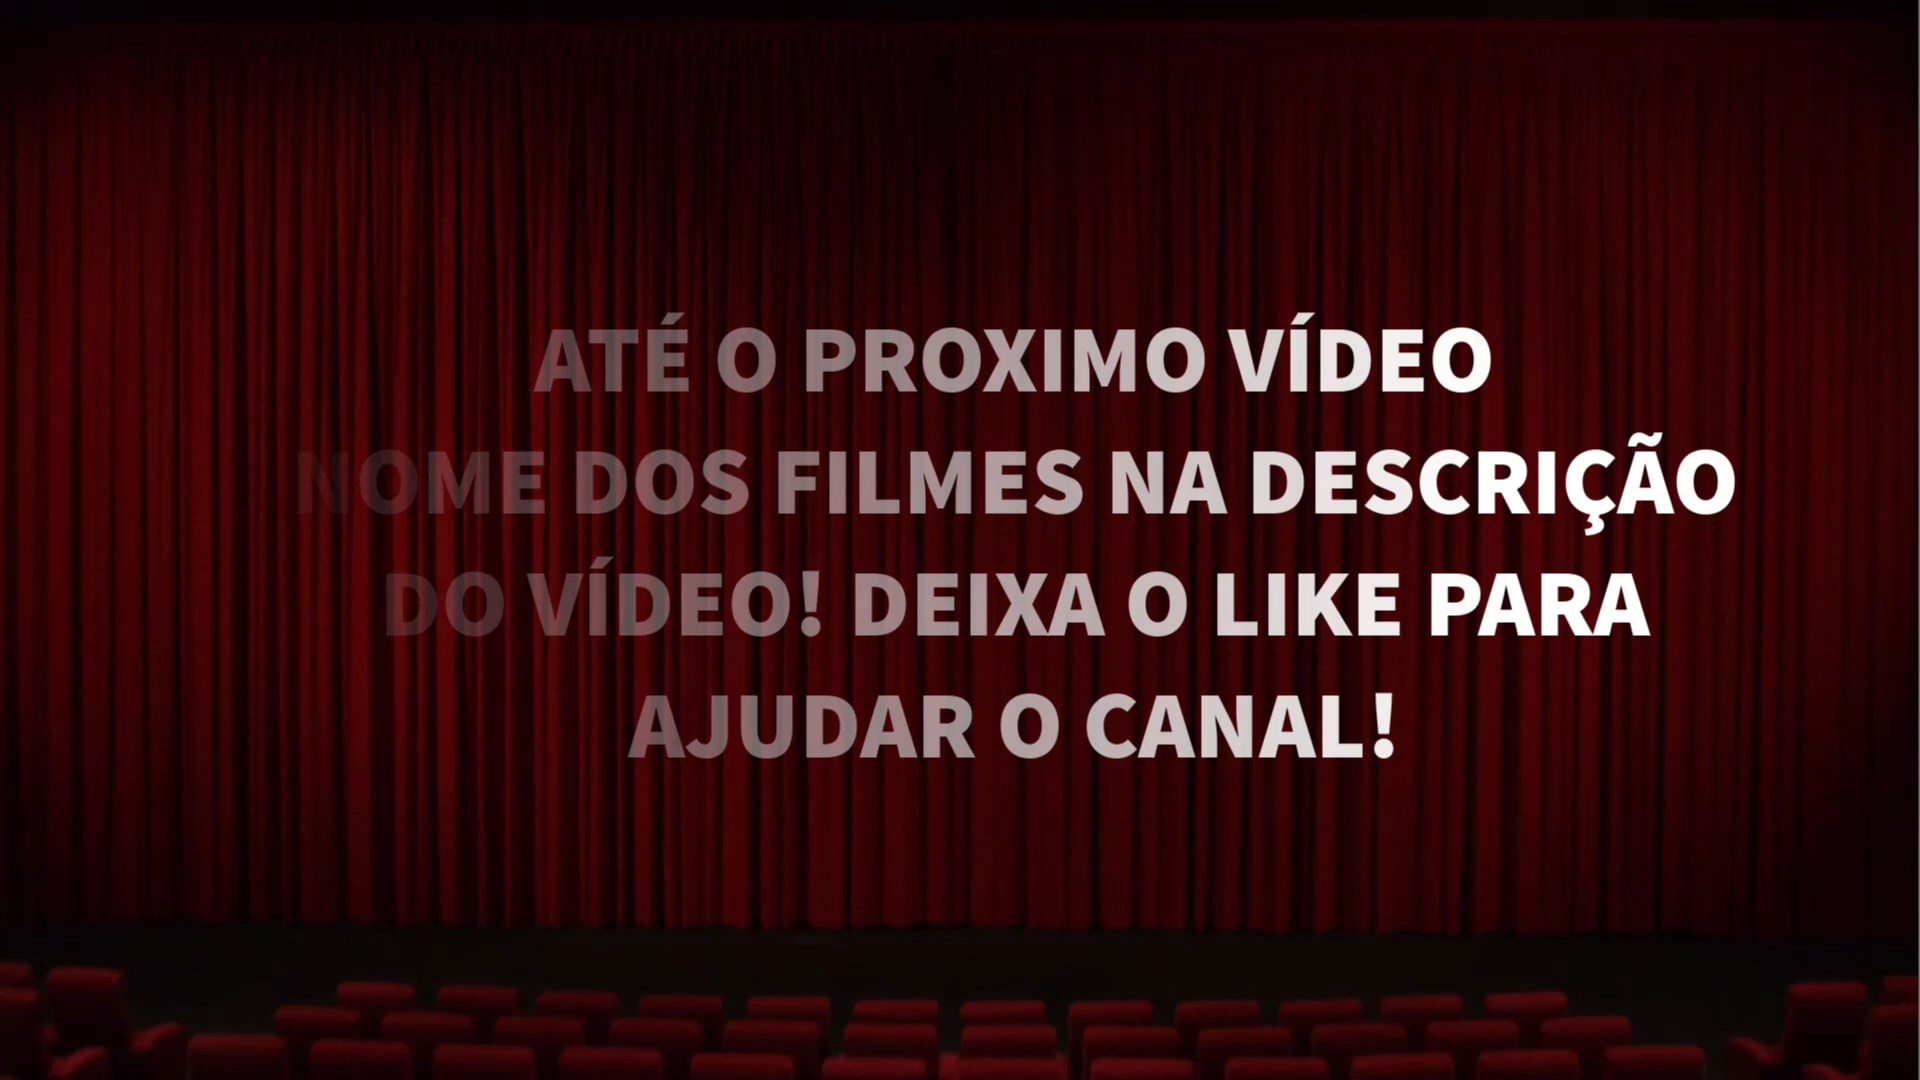 ATÉ O PROXIMO VÍDEO
NOME DOS FILMES NA DESCRIÇÃO
DO VÍDEO! DEIXA O LIKE PARA
AJUDAR O CANAL!